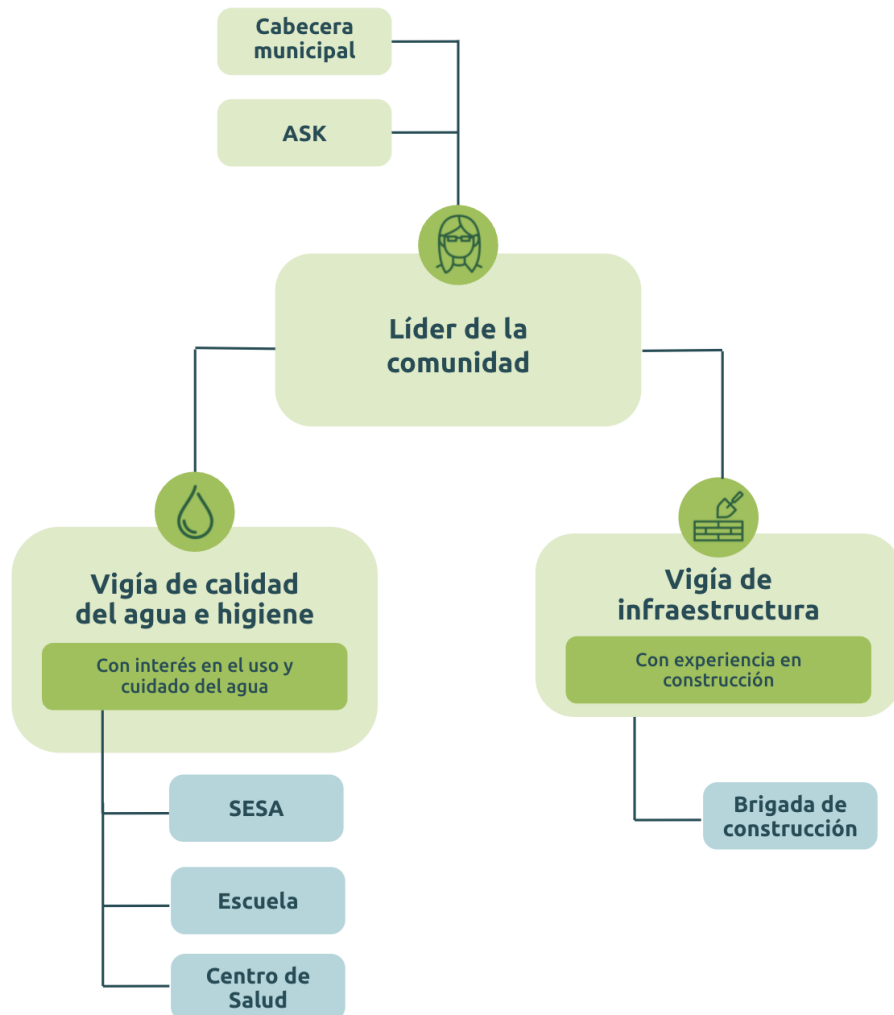 Cabecera
municipal
ASK
Líder de la
comunidad
Vigía de calidad
del agua e higiene
Con interés en el uso y
cuidado del agua
SESA
Escuela
Centro de
Salud
Vigía de
infraestructura
Con experiencia en
construcción
Brigada de
construcción